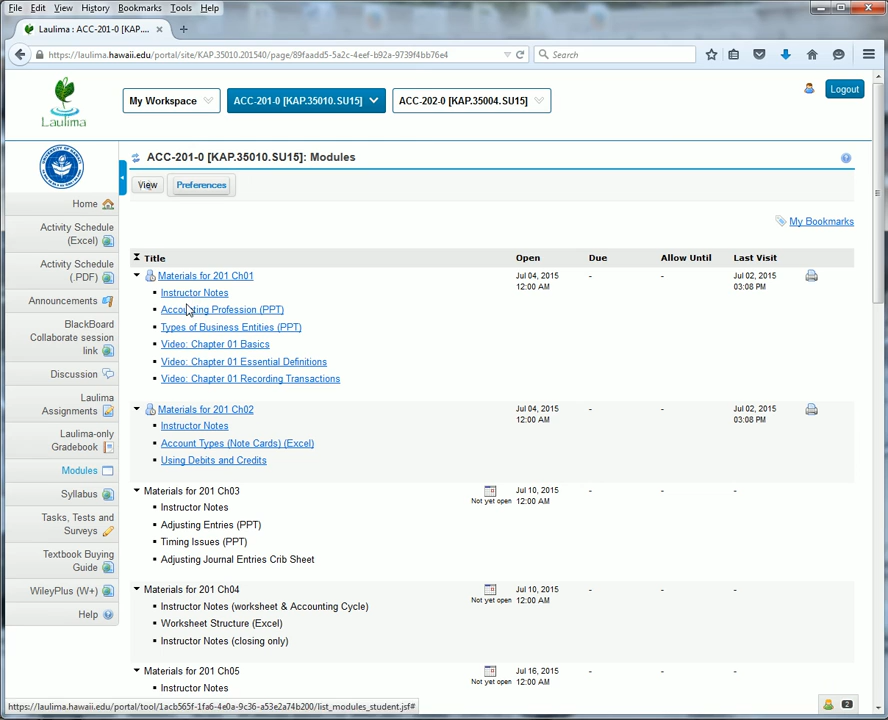 File Edit View History Bookmarks Tools Help
Laulima : ACC-201-0 [KAP....
https://laulima.hawaii.edu/portal/site/KAP.35010.201540/page/89faadd5-5a2c-4eef-b92a-9739f4bb76e4
Search
Laulima
My Workspace
ACC-201-0 [KAP.35010.SU15]
ACC-202-0 [KAP.35004.SU15]
Logout
ACC-201-0 [KAP.35010.SU15]: Modules
View
Preferences
My Bookmarks
Home
Activity Schedule
(Excel)
Activity Schedule
(.PDF)
Announcements
BlackBoard
Collaborate session
link
Discussion
Laulima
Assignments
Laulima-only
Gradebook
Modules
Syllabus
Tasks, Tests and
Surveys
Textbook Buying
Guide
WileyPlus (W+)
Help
Title Open Due Allow Until Last Visit
Materials for 201 Ch01 Jul 04, 2015 - - Jul 02, 2015
12:00 AM 03:08 PM
Instructor Notes
Accounting Profession (PPT)
Types of Business Entities (PPT)
Video: Chapter 01 Basics
Video: Chapter 01 Essential Definitions
Video: Chapter 01 Recording Transactions
Materials for 201 Ch02 Jul 04, 2015 - - Jul 02, 2015
12:00 AM 03:08 PM
Instructor Notes
Account Types (Note Cards) (Excel)
Using Debits and Credits
Materials for 201 Ch03 Jul 10, 2015 - - -
Not yet open 12:00 AM
Instructor Notes
Adjusting Entries (PPT)
Timing Issues (PPT)
Adjusting Journal Entries Crib Sheet
Materials for 201 Ch04 Jul 10, 2015 - - -
Not yet open 12:00 AM
Instructor Notes (worksheet & Accounting Cycle)
Worksheet Structure (Excel)
Instructor Notes (closing only)
Materials for 201 Ch05 Jul 16, 2015 - - -
Not yet open 12:00 AM
Instructor Notes
https://laulima.hawaii.edu/portal/tool/1acb565f-1fa6-4e0a-9c36-a53e2a74b200/list_modules_student.jsf#
2